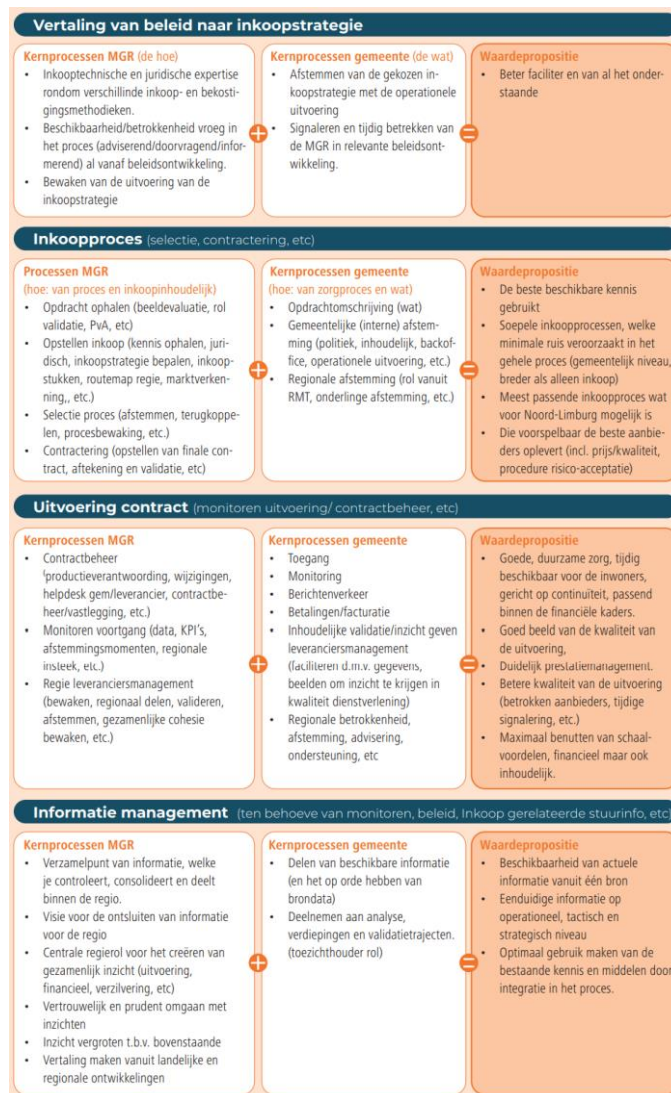 Vertaling van beleid naar inkoopstrategie
Kernprocessen MGR (de hoe)
• Inkooptechnische en juridische expertise
rondom verschillinde inkoop- en bekosti-
gingsmethodieken.
• Beschikbaarheid/betrokkenheid vroeg in
het proces (adviserend/doorvragend/infor-
merend) al vanaf beleidsontwikkeling.
• Bewaken van de uitvoering van de
inkoopstrategie
+
Kernprocessen gemeente (de wat)
• Afstemmen van de gekozen in-
koopstrategie met de operationele
uitvoering
• Signaleren en tijdig betrekken van
de MGR in relevante beleidsont-
wikkeling.
=
Waardepropositie
• Beter faciliter en van al het onder-
staande
Inkoopproces (selectie, contractering, etc)
Processen MGR
(hoe: van proces en inkoopinhoudelijk)
• Opdracht ophalen (beeldevaluatie, rol
validatie, PvA, etc)
• Opstellen inkoop (kennis ophalen, juri-
disch, inkoopstrategie bepalen, inkoop-
stukken, routemap regie, marktverken-
ning,, etc.)
• Selectie proces (afstemmen, terugkoppe-
len, procesbewaking, etc.)
• Contractering (opstellen van finale con-
tract, aftekening en validatie, etc)
+
Kernprocessen gemeente
(hoe: van zorgproces en wat)
• Opdrachtomschrijving (wat)
• Gemeentelijke (interne) afstem-
ming (politiek, inhoudelijk, backof-
fice, operationele uitvoering, etc.)
• Regionale afstemming (rol vanuit
RMT, onderlinge afstemming, etc.)
=
Waardepropositie
• De beste beschikbare kennis
gebruikt
• Soepele inkoopprocessen, welke
minimale ruis veroorzaakt in het
gehele proces (gemeentelijk niveau,
breder als alleen inkoop)
• Meest passende inkoopproces wat
voor Noord-Limburg mogelijk is
• Die voorspelbaar de beste aanbie-
ders oplevert (incl. prijs/kwaliteit,
procedure risico-acceptatie)
Uitvoering contract (monitoren uitvoering/ contractbeheer, etc)
Kernprocessen MGR
• Contractbeheer
(productieverantwoording, wijzigingen,
helpdesk gem/leverancier, contractbe-
heer/vastlegging, etc.)
• Monitoren voortgang (data, KPI's,
afstemmingsmomenten, regionale
insteek, etc.)
• Regie leveranciersmanagement
(bewaken, regionaal delen, valideren,
afstemmen, gezamenlijke cohesie
bewaken, etc.)
+
Kernprocessen gemeente
• Toegang
• Monitoring
• Berichtenverkeer
• Betalingen/facturatie
• Inhoudelijke validatie/inzicht geven
leveranciersmanagement
(faciliteren d.m.v. gegevens,
beelden om inzicht te krijgen in
kwaliteit dienstverlening)
• Regionale betrokkenheid,
afstemming, advisering,
ondersteuning, etc
=
Waardepropositie
• Goede, duurzame zorg, tijdig
beschikbaar voor de inwoners,
gericht op continuïteit, passend
binnen de financiële kaders.
• Goed beeld van de kwaliteit van
de uitvoering,
• Duidelijk prestatiemanagement.
• Betere kwaliteit van de uitvoering
(betrokken aanbieders, tijdige
signalering, etc.)
• Maximaal benutten van schaal-
voordelen, financieel maar ook
inhoudelijk.
Informatie management (ten behoeve van monitoren, beleid, Inkoop gerelateerde stuurinfo, etc)
Kernprocessen MGR
• Verzamelpunt van informatie, welke
je controleert, consolideert en deelt
binnen de regio.
• Visie voor de ontsluiten van informatie
voor de regio
• Centrale regierol voor het creëren van
gezamenlijk inzicht (uitvoering,
financieel, verzilvering, etc)
• Vertrouwelijk en prudent omgaan met
inzichten
• Inzicht vergroten t.b.v. bovenstaande
• Vertaling maken vanuit landelijke en
regionale ontwikkelingen
+
Kernprocessen gemeente
• Delen van beschikbare informatie
(en het op orde hebben van
brondata)
• Deelnemen aan analyse,
verdiepingen en validatietrajecten.
(toezichthouder rol)
=
Waardepropositie
• Beschikbaarheid van actuele
informatie vanuit één bron
• Eenduidige informatie op
operationeel, tactisch en
strategisch niveau
• Optimaal gebruik maken van de
bestaande kennis en middelen door
integratie in het proces.